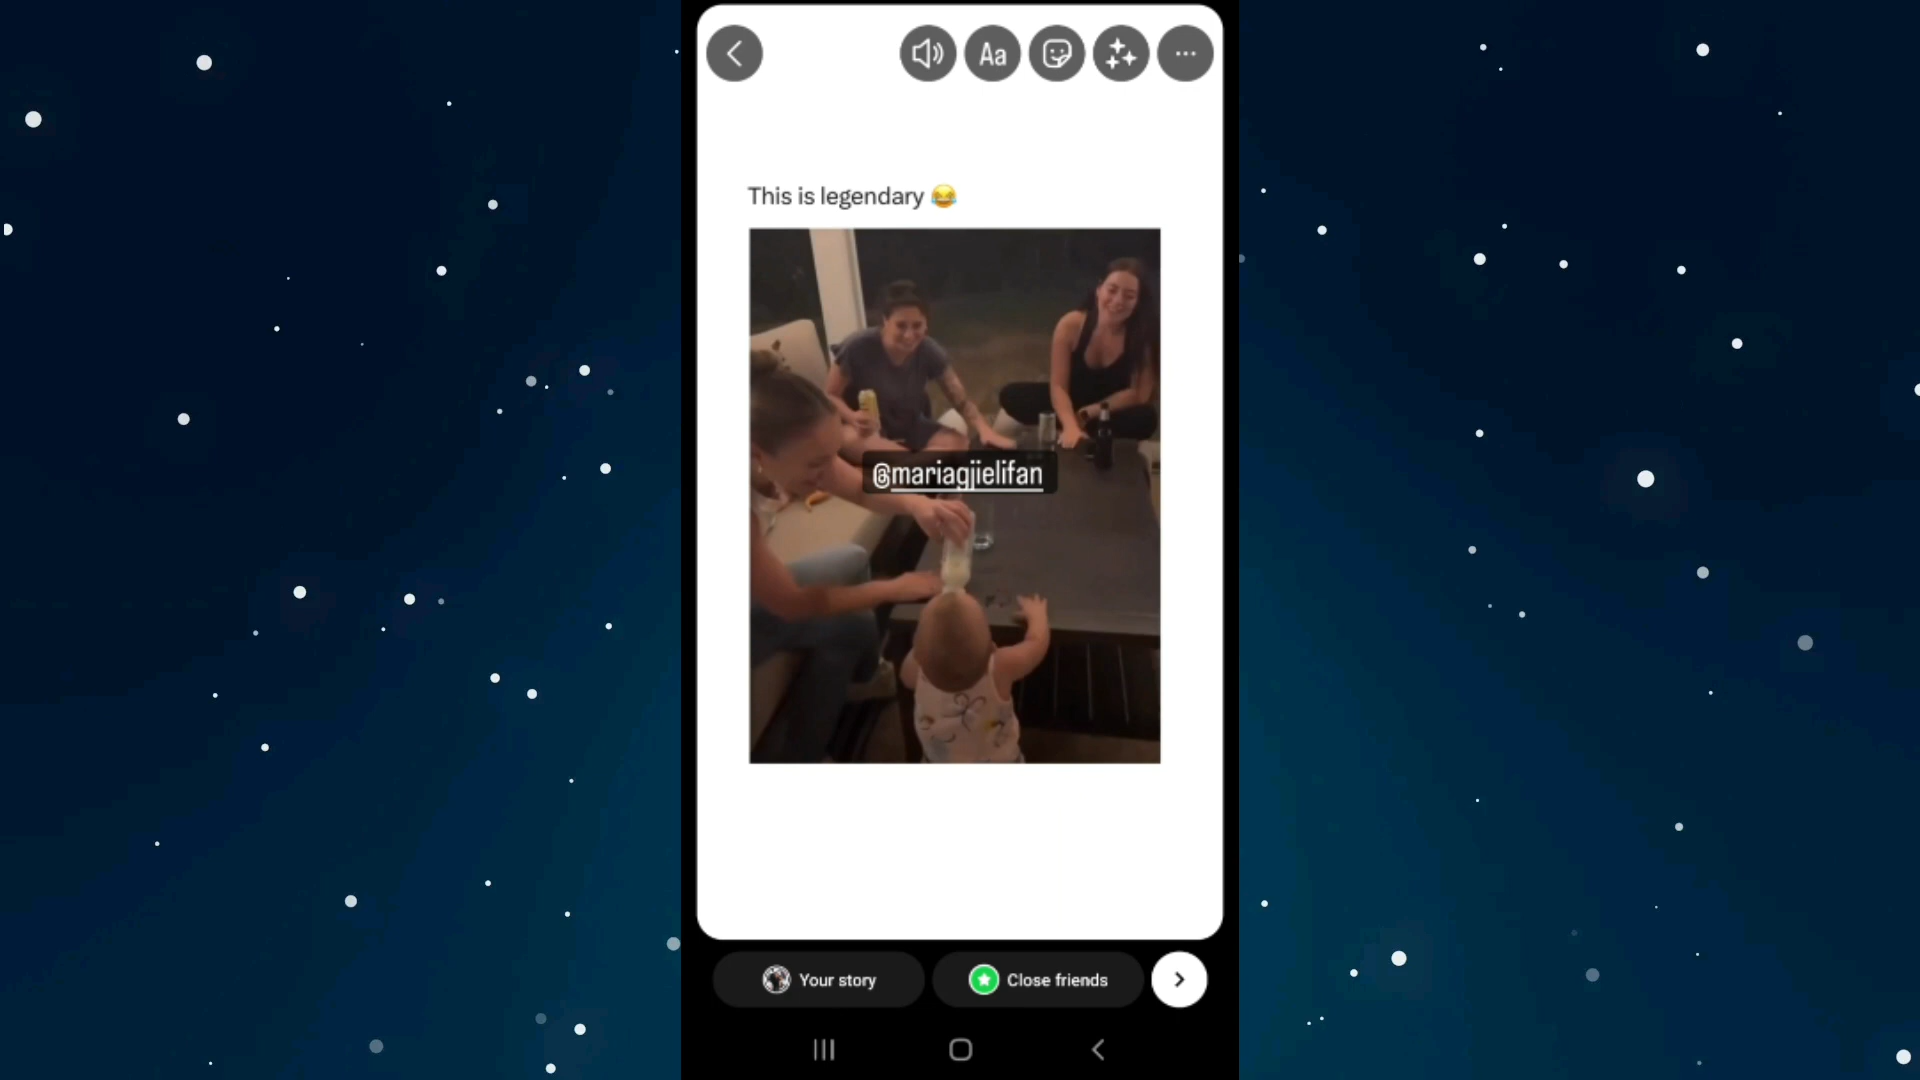 Aa
This is legendary 😂
@mariagjielifan
Your story
Close friends